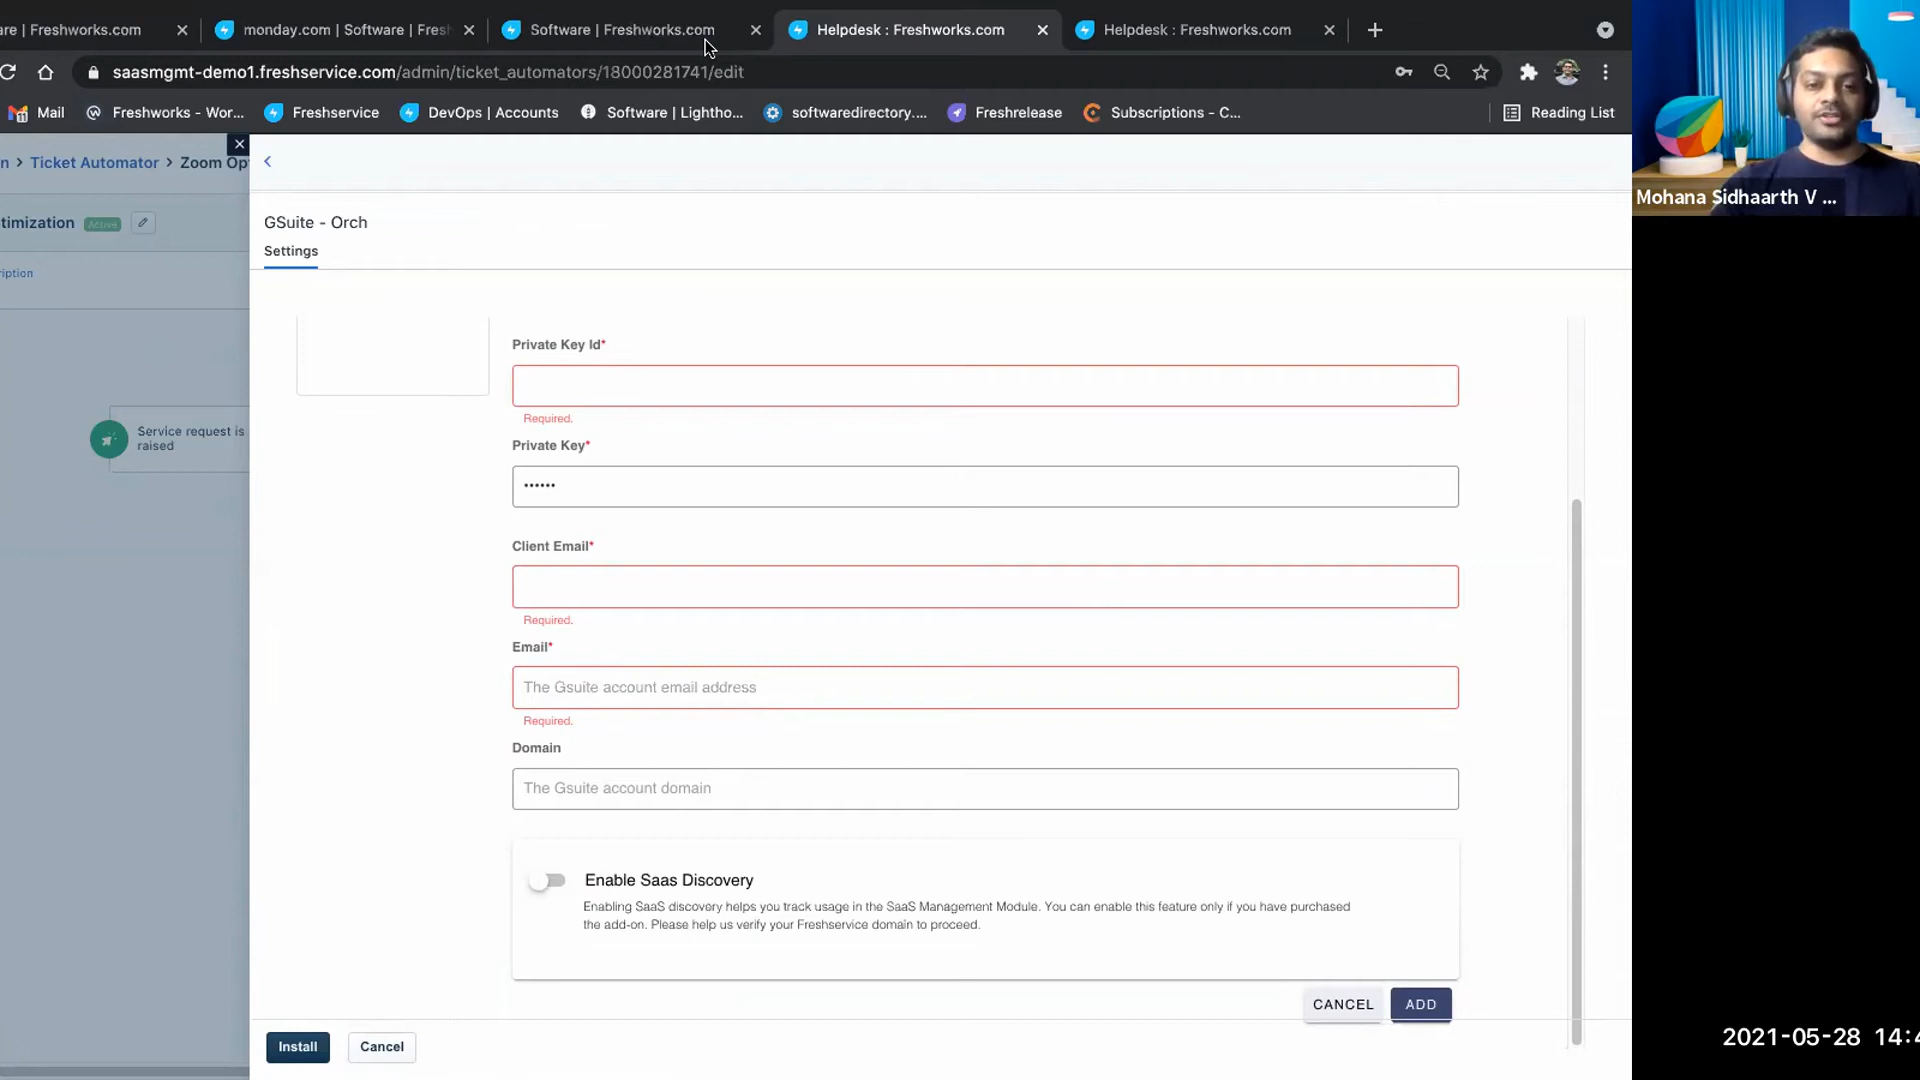 re | Freshworks.com
monday.com | Software | Fresh
Software | Freshworks.com
Helpdesk : Freshworks.com
Helpdesk : Freshworks.com
saasmgmt-demo1.freshservice.com/admin/ticket_automators/18000281741/edit
Mail
Freshworks - Wor...
Freshservice
DevOps | Accounts
Software | Lightho...
softwaredirectory....
Freshrelease
Subscriptions - C...
Reading List
n > Ticket Automator > Zoom Op
timization Active
ription
Service request is
raised
GSuite - Orch
Settings
Private Key Id*
Required.
Private Key*
••••••
Client Email*
Required.
Email*
The Gsuite account email address
Required.
Domain
The Gsuite account domain
Enable Saas Discovery
Enabling SaaS discovery helps you track usage in the SaaS Management Module. You can enable this feature only if you have purchased
the add-on. Please help us verify your Freshservice domain to proceed.
CANCEL
ADD
Install
Cancel
Mohana Sidhaarth V ...
2021-05-28 14:4